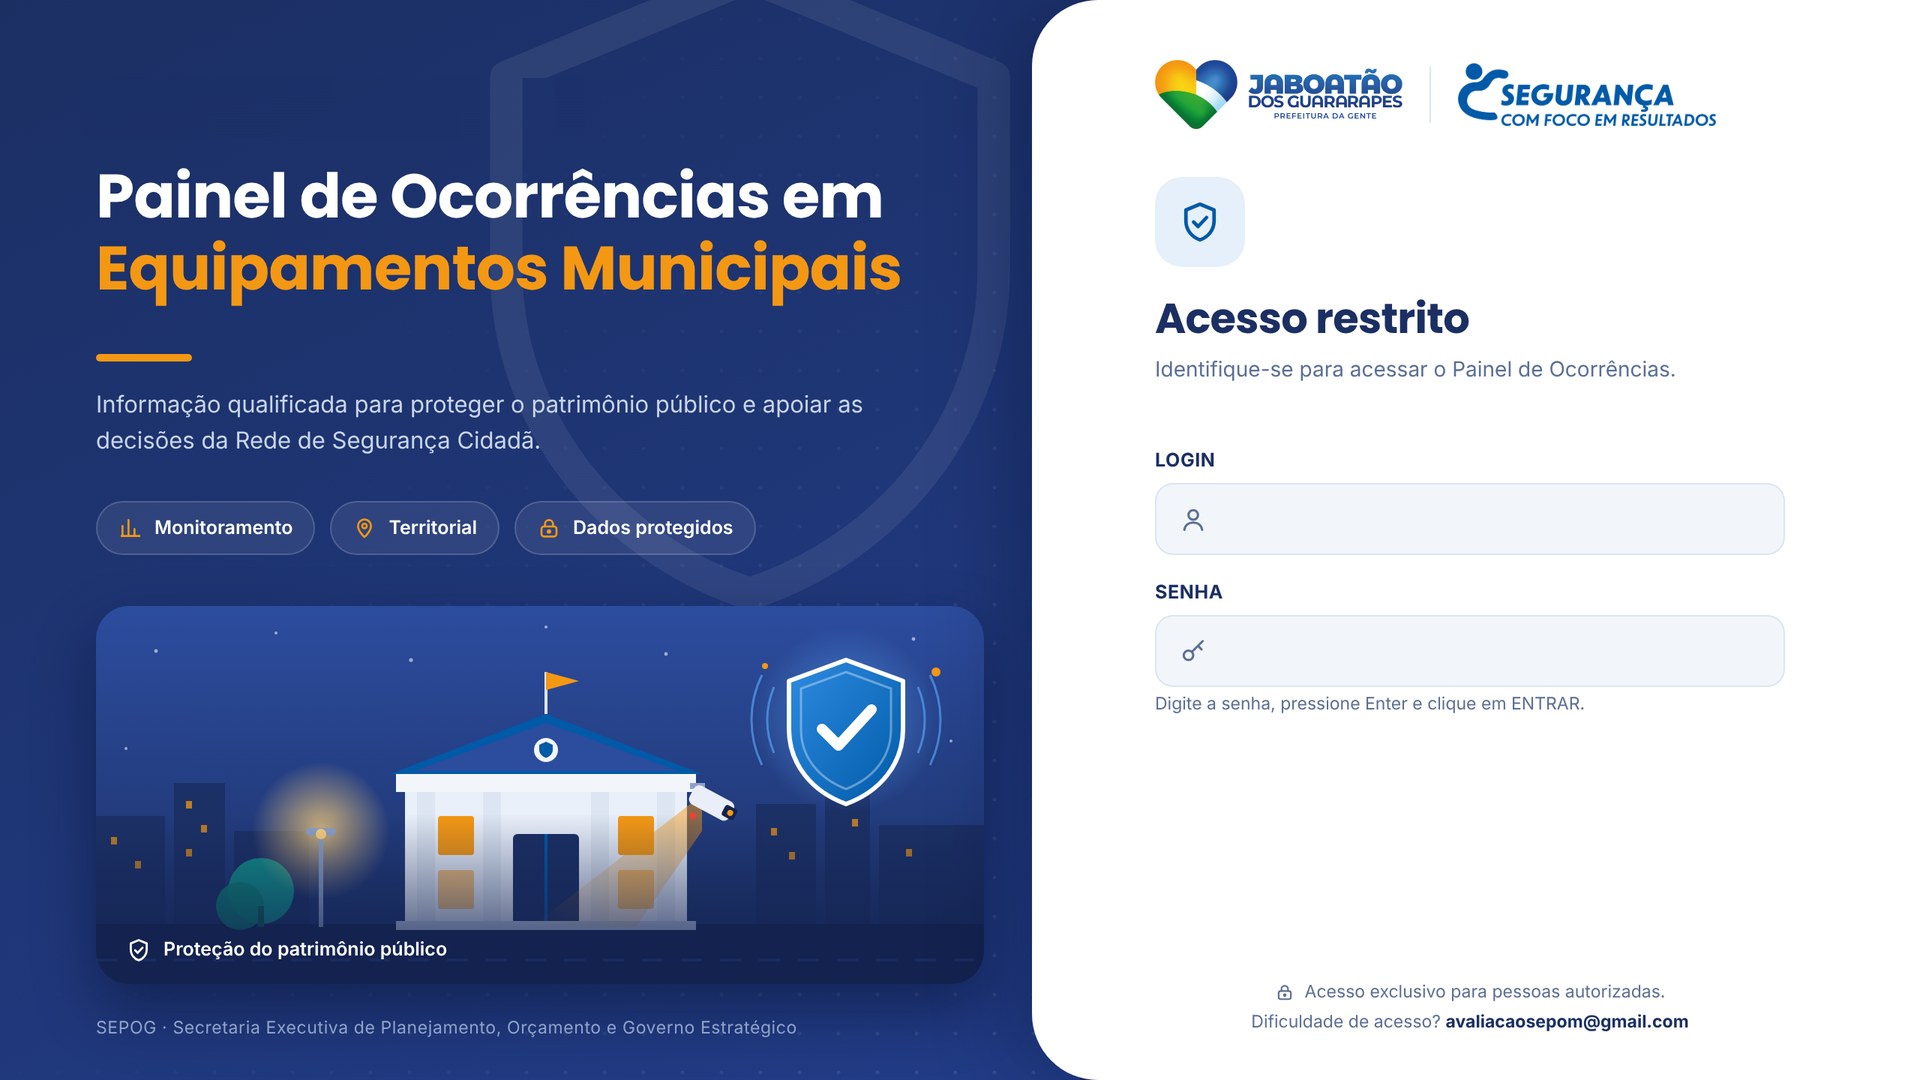 Painel de Ocorrências em
Equipamentos Municipais
Informação qualificada para proteger o patrimônio público e apoiar as
decisões da Rede de Segurança Cidadã.
Monitoramento
Territorial
Dados protegidos
Proteção do patrimônio público
SEPOG · Secretaria Executiva de Planejamento, Orçamento e Governo Estratégico
JABOATÃO
DOS GUARARAPES
PREFEITURA DA GENTE
SEGURANÇA
COM FOCO EM RESULTADOS
Acesso restrito
Identifique-se para acessar o Painel de Ocorrências.
LOGIN
SENHA
Digite a senha, pressione Enter e clique em ENTRAR.
Acesso exclusivo para pessoas autorizadas.
Dificuldade de acesso? avaliacaosepom@gmail.com